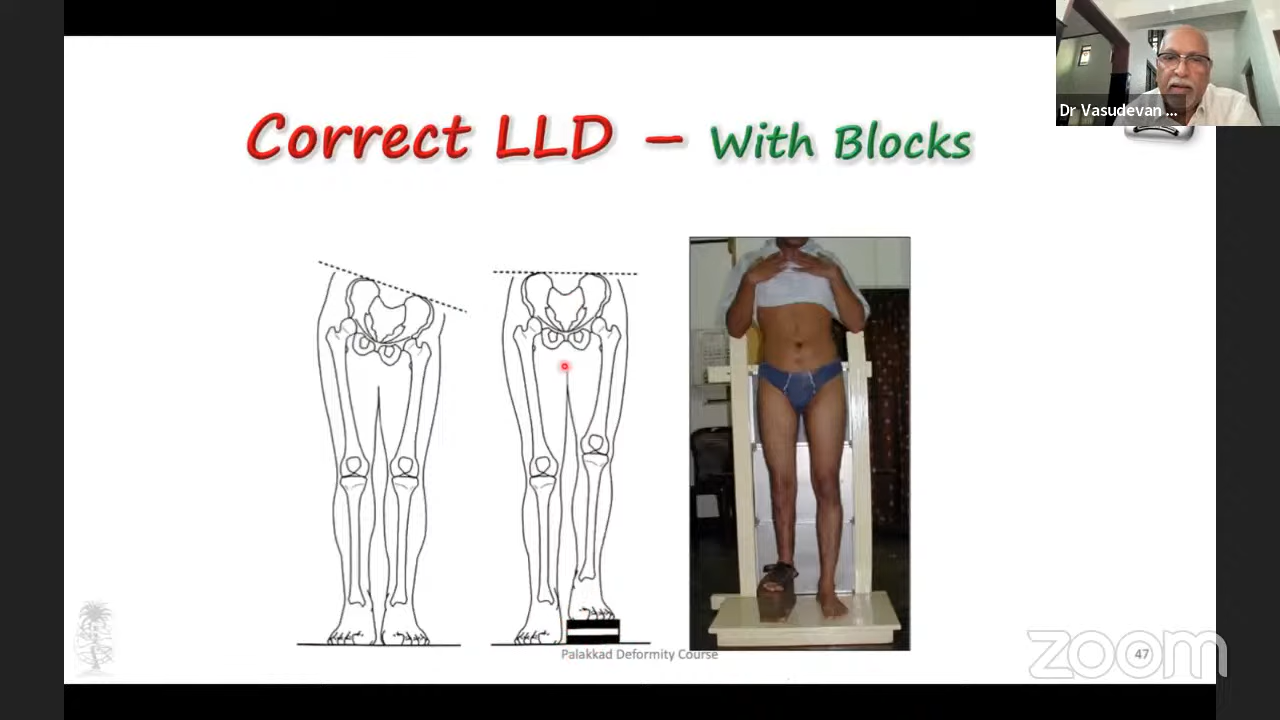 Dr Vasudevan ...
Correct LLD - With Blocks
Palakkad Deformity Course
47
zoom